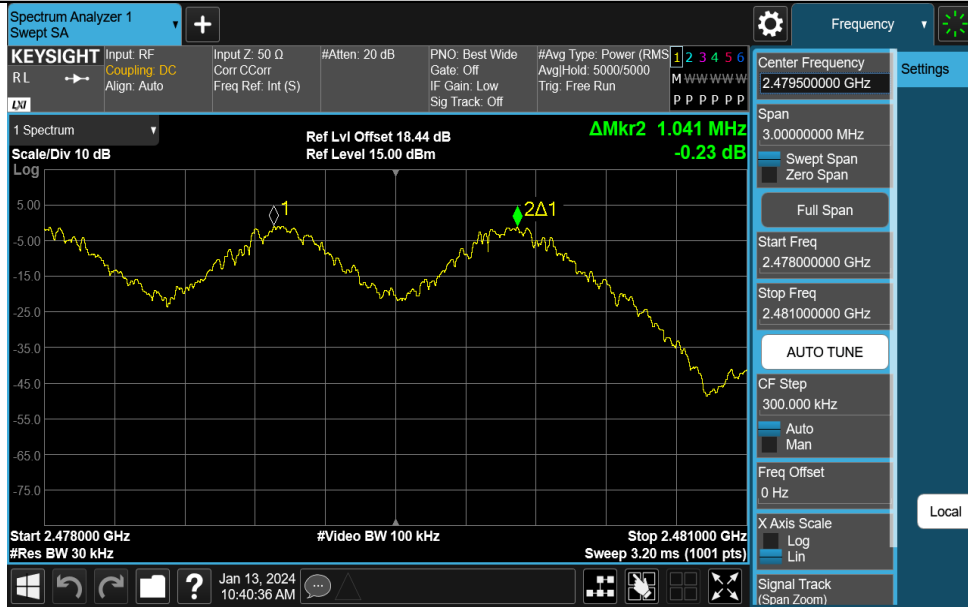 Spectrum Analyzer 1
Swept SA
+
Frequency
KEYSIGHT
RL
LXI
Input: RF
Coupling: DC
Align: Auto
Input Z: 50 Ω
Corr CCorr
Freq Ref: Int (S)
#Atten: 20 dB
PNO: Best Wide
Gate: Off
IF Gain: Low
Sig Track: Off
#Avg Type: Power (RMS
Avg|Hold: 5000/5000
Trig: Free Run
1 2 3 4 5 6
M W W W W W
P P P P P P
1 Spectrum
Scale/Div 10 dB
Log
Ref Lvl Offset 18.44 dB
Ref Level 15.00 dBm
ΔMkr2 1.041 MHz
-0.23 dB
5.00
-5.00
-15.0
-25.0
-35.0
-45.0
-55.0
-65.0
-75.0
1
2Δ1
Start 2.478000 GHz
#Res BW 30 kHz
#Video BW 100 kHz
Stop 2.481000 GHz
Sweep 3.20 ms (1001 pts)
?
Jan 13, 2024
10:40:36 AM
Center Frequency
2.479500000 GHz
Span
3.00000000 MHz
Swept Span
Zero Span
Full Span
Start Freq
2.478000000 GHz
Stop Freq
2.481000000 GHz
AUTO TUNE
CF Step
300.000 kHz
Auto
Man
Freq Offset
0 Hz
X Axis Scale
Log
Lin
Signal Track
(Span Zoom)
Settings
Local